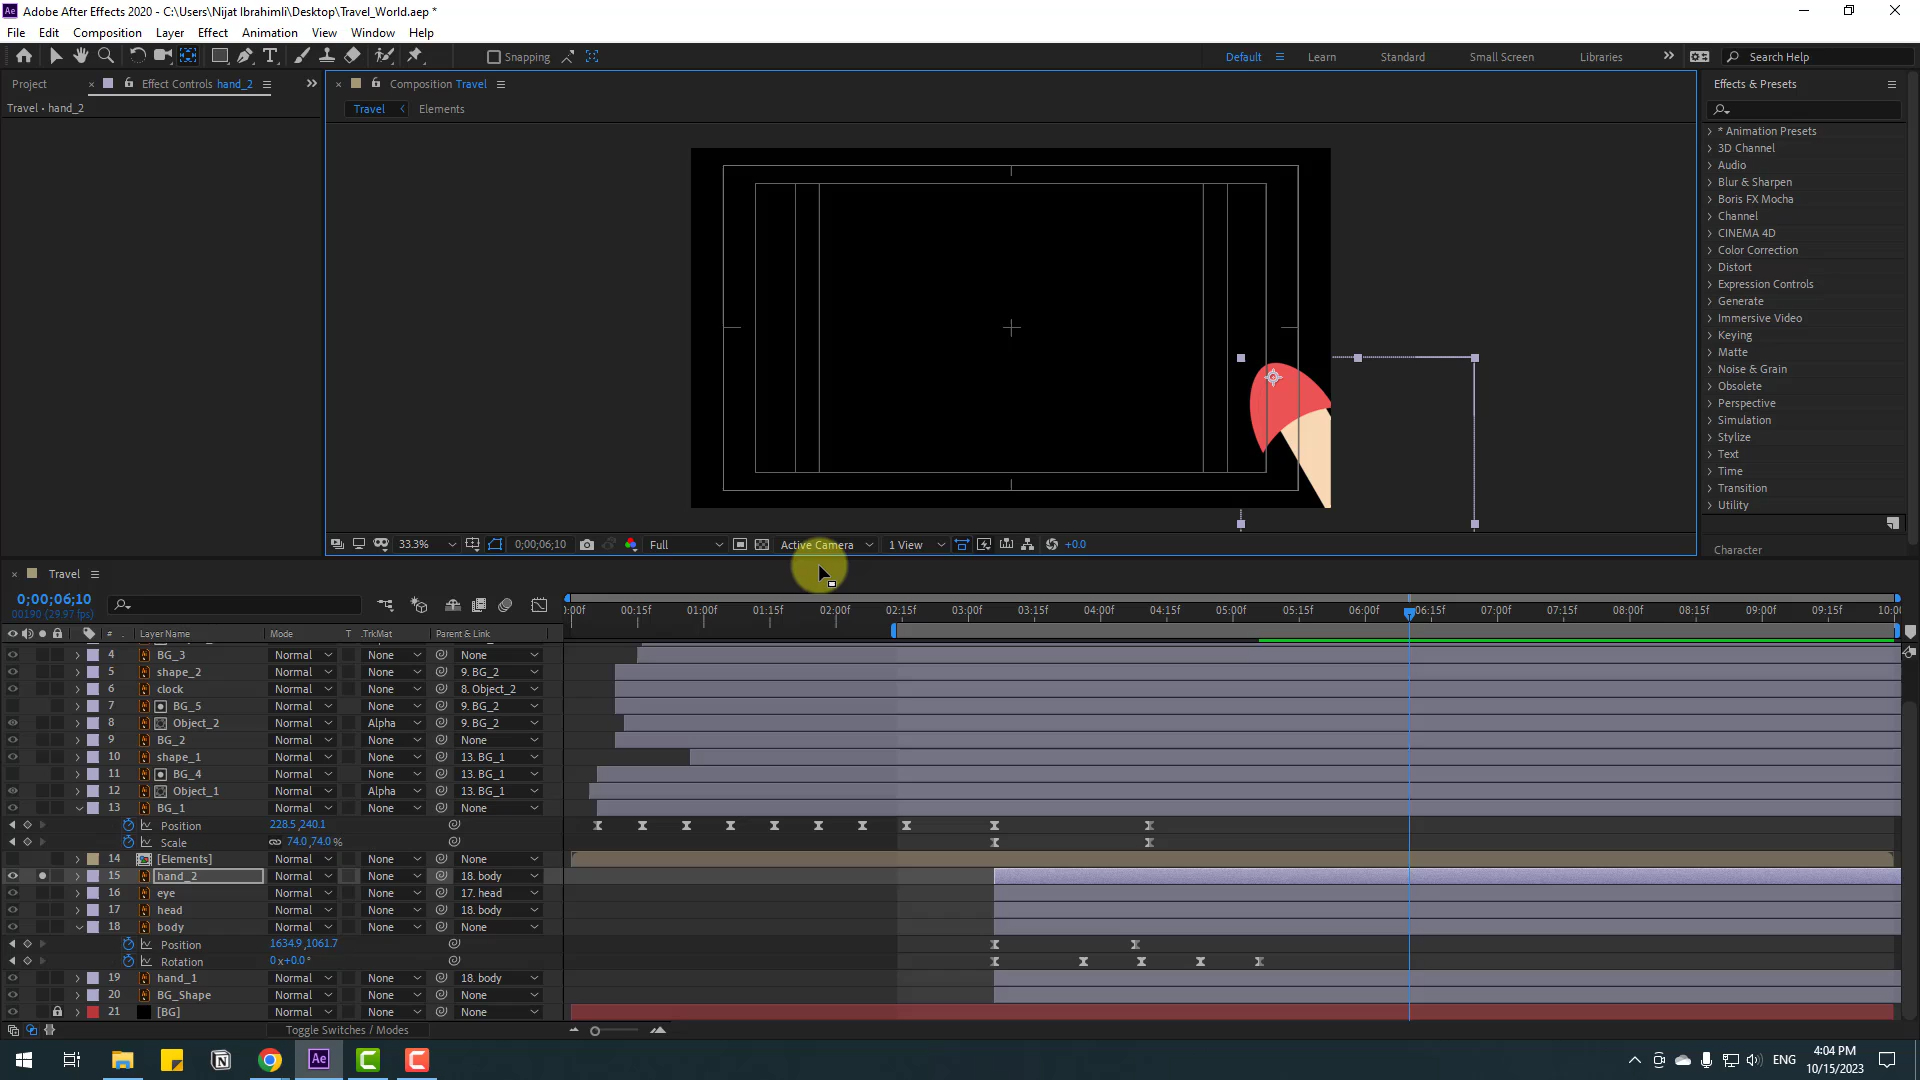 Adobe After Effects 2020 - C:\Users\Nijat Ibrahimli\Desktop\Travel_World.aep *
File Edit Composition Layer Effect Animation View Window Help
Snapping Default Learn Standard Small Screen Libraries Search Help
Project Effect Controls hand_2 Composition Travel Effects & Presets
Travel • hand_2 Travel Elements
* Animation Presets
3D Channel
Audio
Blur & Sharpen
Boris FX Mocha
Channel
CINEMA 4D
Color Correction
Distort
Expression Controls
Generate
Immersive Video
Keying
Matte
Noise & Grain
Obsolete
Perspective
Simulation
Stylize
Text
Time
Transition
Utility
33.3% 0;00;06;10 Full Active Camera 1 View +0.0
Character
Travel
0;00;06;10
00190 (29.97 fps)
0:00f 00:15f 01:00f 01:15f 02:00f 02:15f 03:00f 03:15f 04:00f 04:15f 05:00f 05:15f 06:00f 06:15f 07:00f 07:15f 08:00f 08:15f 09:00f 09:15f 10:00
# Layer Name Mode T .TrkMat Parent & Link
4 BG_3 Normal None None
5 shape_2 Normal None 9. BG_2
6 clock Normal None 8. Object_2
7 BG_5 Normal None 9. BG_2
8 Object_2 Normal Alpha 9. BG_2
9 BG_2 Normal None None
10 shape_1 Normal None 13. BG_1
11 BG_4 Normal None 13. BG_1
12 Object_1 Normal Alpha 13. BG_1
13 BG_1 Normal None None
Position 228.5,240.1
Scale 74.0,74.0%
14 [Elements] Normal None None
15 hand_2 Normal None 18. body
16 eye Normal None 17. head
17 head Normal None 18. body
18 body Normal None None
Position 1634.9,1061.7
Rotation 0x+0.0°
19 hand_1 Normal None 18. body
20 BG_Shape Normal None None
21 [BG] Normal None None
Toggle Switches / Modes
Ae ENG 4:04 PM
10/15/2023